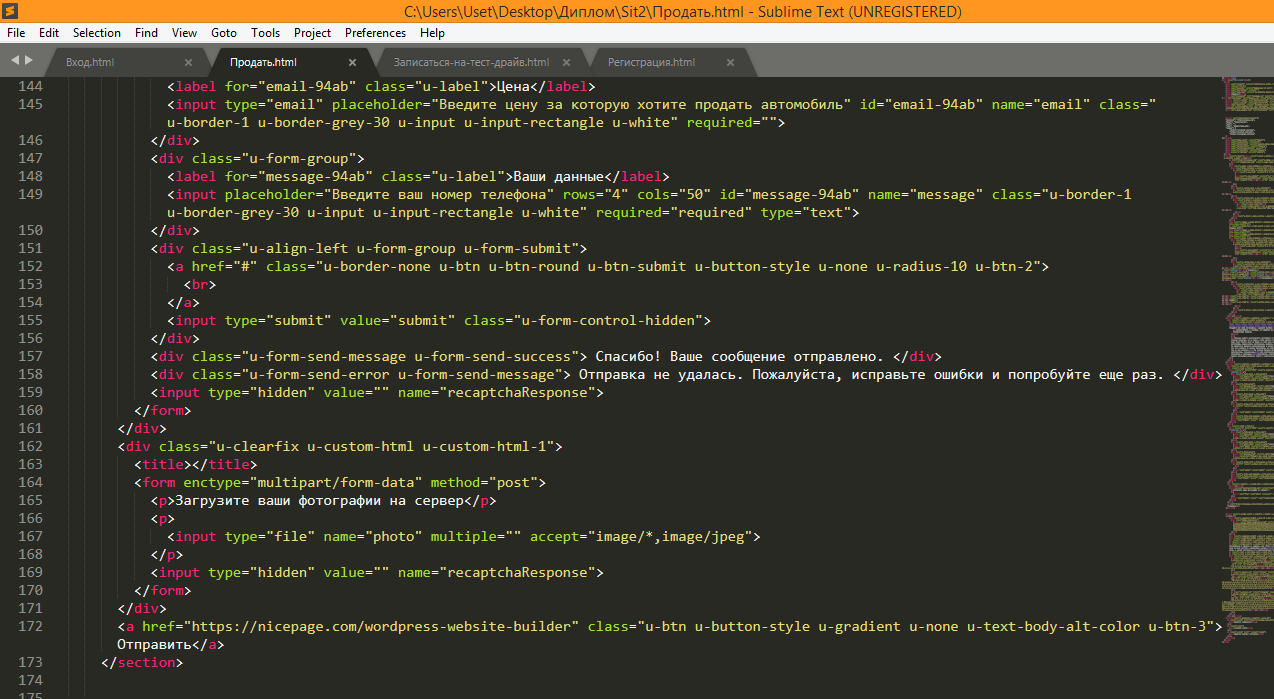 C:\Users\Uset\Desktop\Диплом\Sit2\Продать.html - Sublime Text (UNREGISTERED)
File Edit Selection Find View Goto Tools Project Preferences Help
Вход.html × Продать.html × Записаться-на-тест-драйв.html × Регистрация.html ×
144 <label for="email-94ab" class="u-label">Цена</label>
145 <input type="email" placeholder="Введите цену за которую хотите продать автомобиль" id="email-94ab" name="email" class="
u-border-1 u-border-grey-30 u-input u-input-rectangle u-white" required="">
146 </div>
147 <div class="u-form-group">
148 <label for="message-94ab" class="u-label">Ваши данные</label>
149 <input placeholder="Введите ваш номер телефона" rows="4" cols="50" id="message-94ab" name="message" class="u-border-1
u-border-grey-30 u-input u-input-rectangle u-white" required="required" type="text">
150 </div>
151 <div class="u-align-left u-form-group u-form-submit">
152 <a href="#" class="u-border-none u-btn u-btn-round u-btn-submit u-button-style u-none u-radius-10 u-btn-2">
153 <br>
154 </a>
155 <input type="submit" value="submit" class="u-form-control-hidden">
156 </div>
157 <div class="u-form-send-message u-form-send-success"> Спасибо! Ваше сообщение отправлено. </div>
158 <div class="u-form-send-error u-form-send-message"> Отправка не удалась. Пожалуйста, исправьте ошибки и попробуйте еще раз. </div>
159 <input type="hidden" value="" name="recaptchaResponse">
160 </form>
161 </div>
162 <div class="u-clearfix u-custom-html u-custom-html-1">
163 <title></title>
164 <form enctype="multipart/form-data" method="post">
165 <p>Загрузите ваши фотографии на сервер</p>
166 <p>
167 <input type="file" name="photo" multiple="" accept="image/*,image/jpeg">
168 </p>
169 <input type="hidden" value="" name="recaptchaResponse">
170 </form>
171 </div>
172 <a href="https://nicepage.com/wordpress-website-builder" class="u-btn u-button-style u-gradient u-none u-text-body-alt-color u-btn-3">
Отправить</a>
173 </section>
174
175